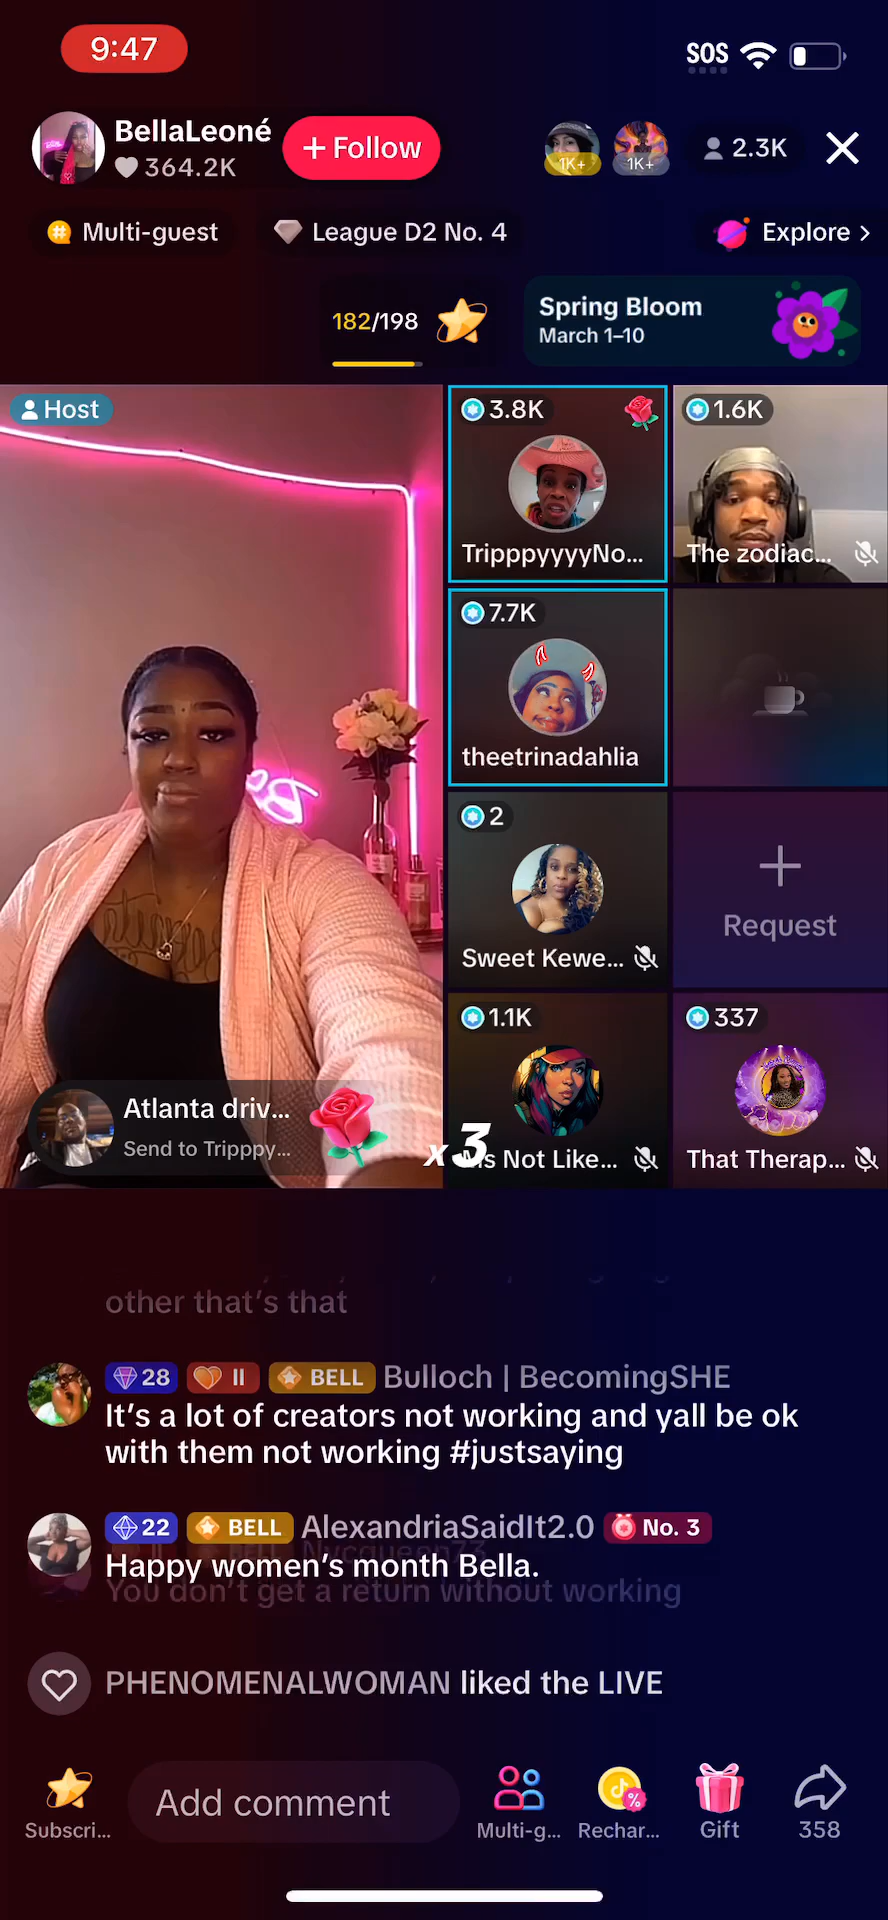 9:47
SOS
BellaLeoné
+ Follow
364.2K
1K+
1K+
2.3K
Multi-guest
League D2 No. 4
Explore >
182/198
Spring Bloom
March 1–10
Host
3.8K
TripppyyyyNo...
1.6K
The zodiac...
7.7K
theetrinadahlia
2
Sweet Kewe...
Request
1.1K
Ms Not Like...
337
That Therap...
Atlanta driv...
Send to Tripppy...
x3
other that's that
28 II BELL Bulloch | BecomingSHE
It's a lot of creators not working and yall be ok
with them not working #justsaying
22 BELL AlexandriaSaidIt2.0 No. 3
Happy women's month Bella.
You don't get a return without working
PHENOMENALWOMAN liked the LIVE
Subscri...
Add comment
Multi-g...
Rechar...
Gift
358